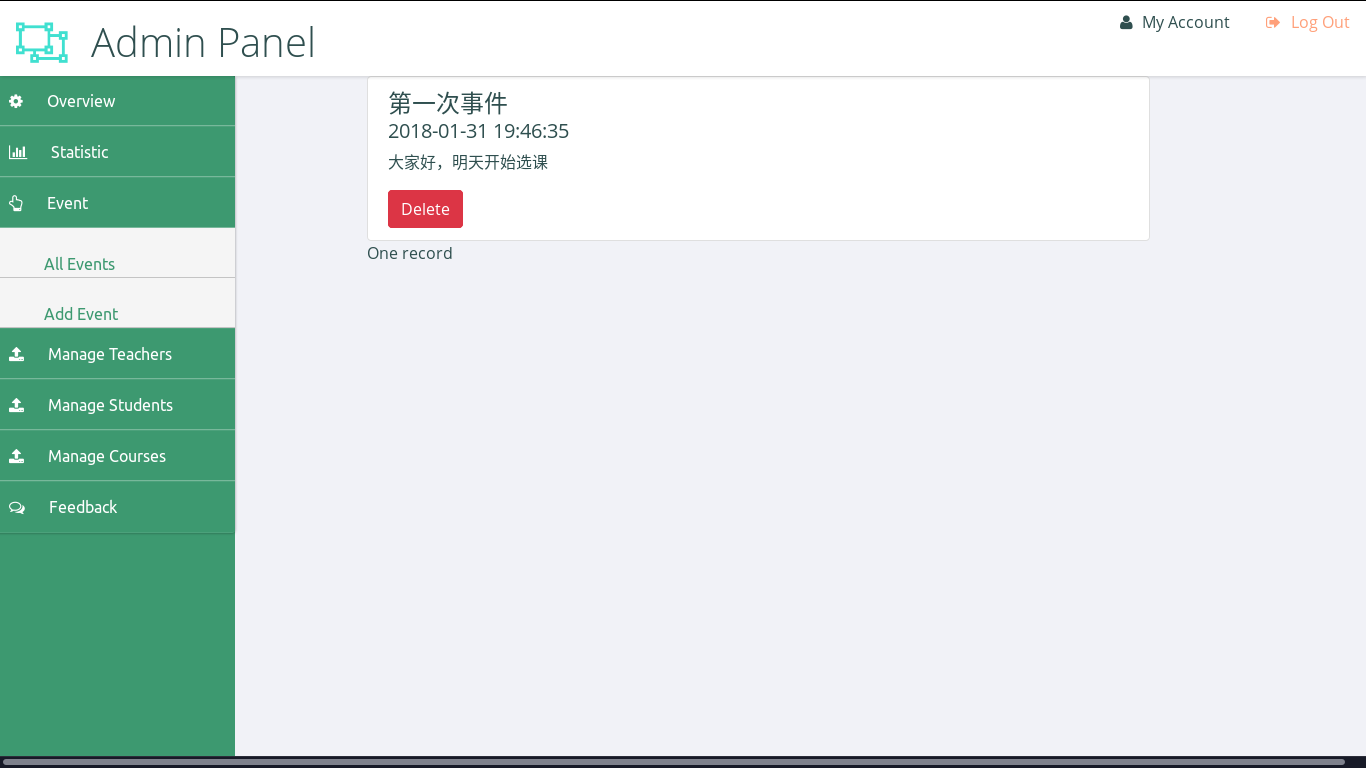 Admin Panel
My Account
Log Out
Overview
Statistic
Event
All Events
Add Event
Manage Teachers
Manage Students
Manage Courses
Feedback
第一次事件
2018-01-31 19:46:35
大家好，明天开始选课
Delete
One record